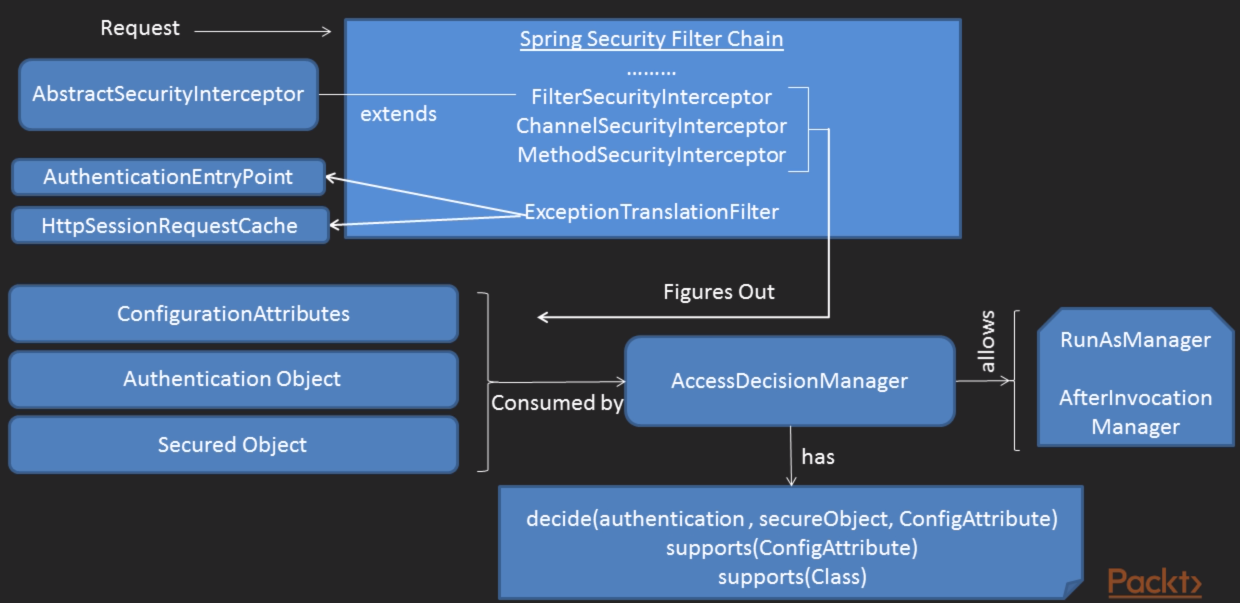 Request
Spring Security Filter Chain
.........
AbstractSecurityInterceptor
extends
FilterSecurityInterceptor
ChannelSecurityInterceptor
MethodSecurityInterceptor
AuthenticationEntryPoint
HttpSessionRequestCache
ExceptionTranslationFilter
Figures Out
ConfigurationAttributes
Authentication Object
Secured Object
Consumed by
AccessDecisionManager
allows
RunAsManager
AfterInvocation
Manager
has
decide(authentication , secureObject, ConfigAttribute)
supports(ConfigAttribute)
supports(Class)
Packt>